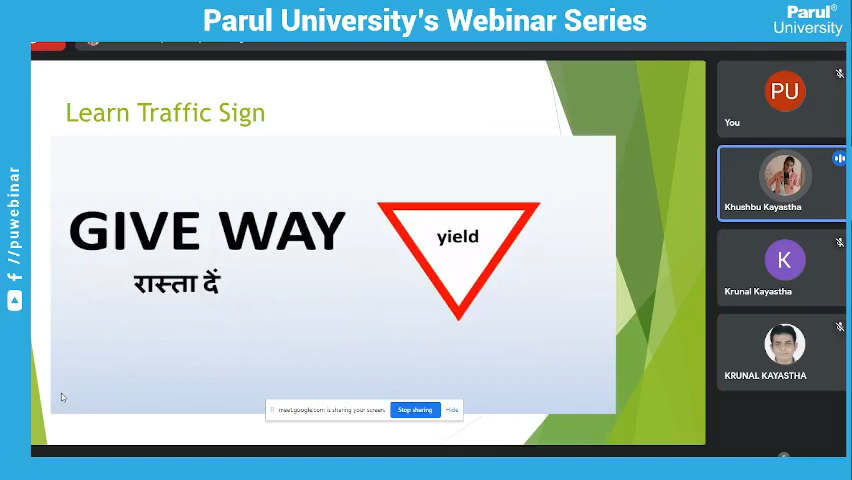 Parul University's Webinar Series
Parul®
University
Learn Traffic Sign
GIVE WAY
रास्ता दें
yield
meet.google.com is sharing your screen.
Stop sharing
Hide
PU
You
Khushbu Kayastha
K
Krunal Kayastha
KRUNAL KAYASTHA
//puwebinar